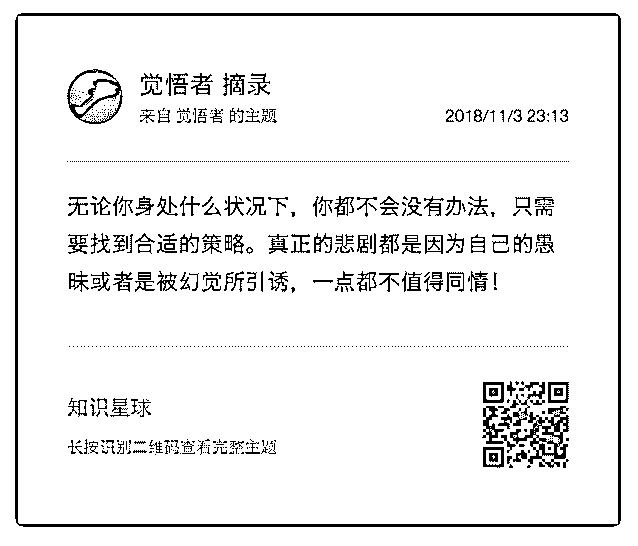 觉悟者 摘录
来自 觉悟者 的主题
2018/11/3 23:13
无论你身处什么状况下，你都不会没有办法，只需
要找到合适的策略。真正的悲剧都是因为自己的愚
昧或者是被幻觉所引诱，一点都不值得同情！
知识星球
长按识别二维码查看完整主题